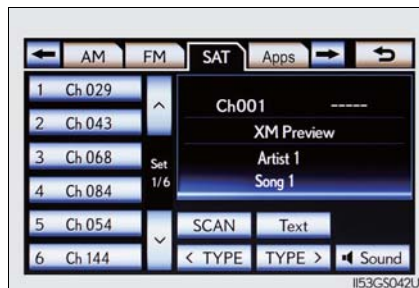 AM FM SAT Apps
1 Ch 029
2 Ch 043
3 Ch 068
4 Ch 084
5 Ch 054
6 Ch 144
Set
1/6
Ch001 -----
XM Preview
Artist 1
Song 1
SCAN Text
< TYPE TYPE > Sound
II53GS042U